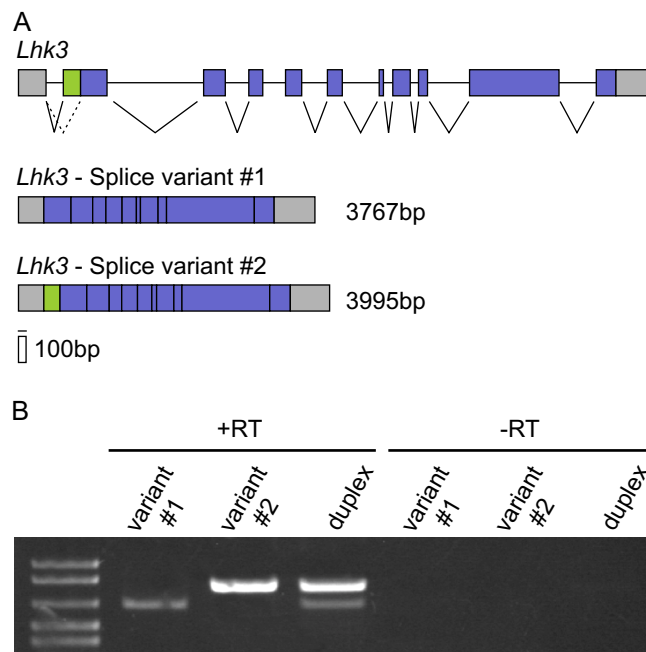 A
Lhk3
Lhk3 - Splice variant #1
3767bp
Lhk3 - Splice variant #2
3995bp
100bp
B
+RT
-RT
variant #1
variant #2
duplex
variant #1
variant #2
duplex